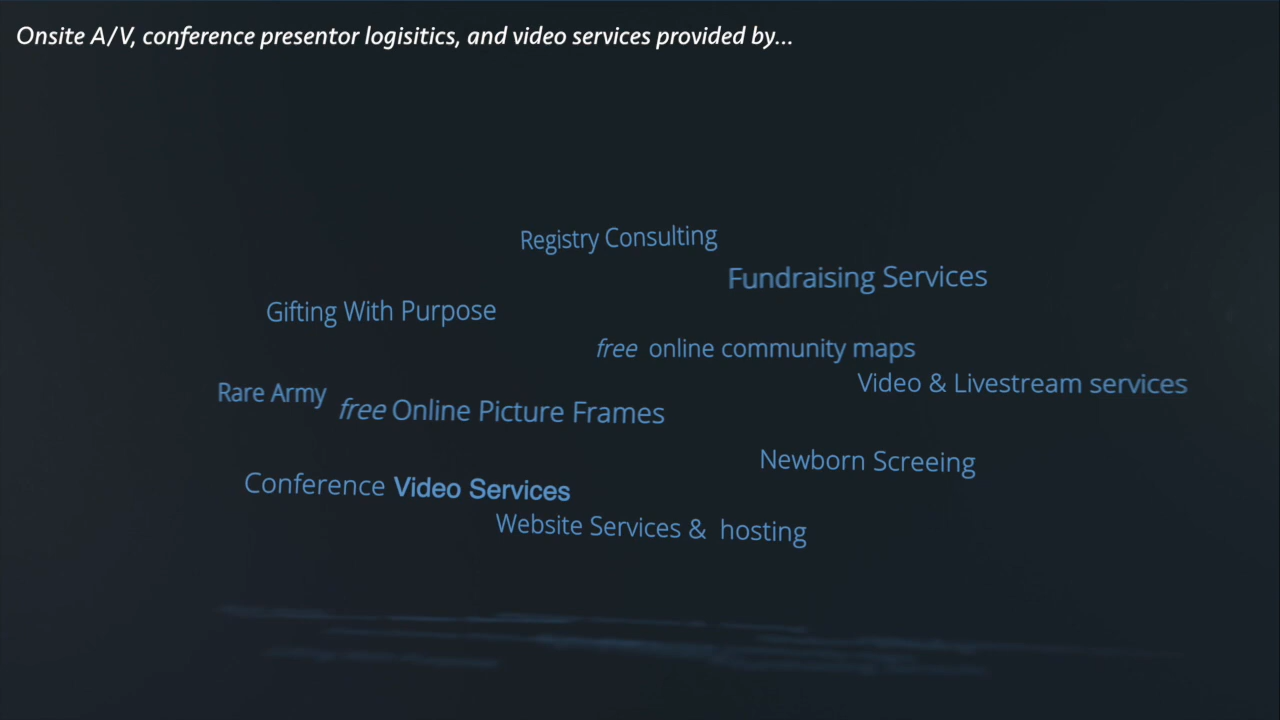 Onsite A/V, conference presentor logisitics, and video services provided by...
Registry Consulting
Fundraising Services
Gifting With Purpose
free online community maps
Video & Livestream services
Rare Army
free Online Picture Frames
Newborn Screeing
Conference Video Services
Website Services & hosting